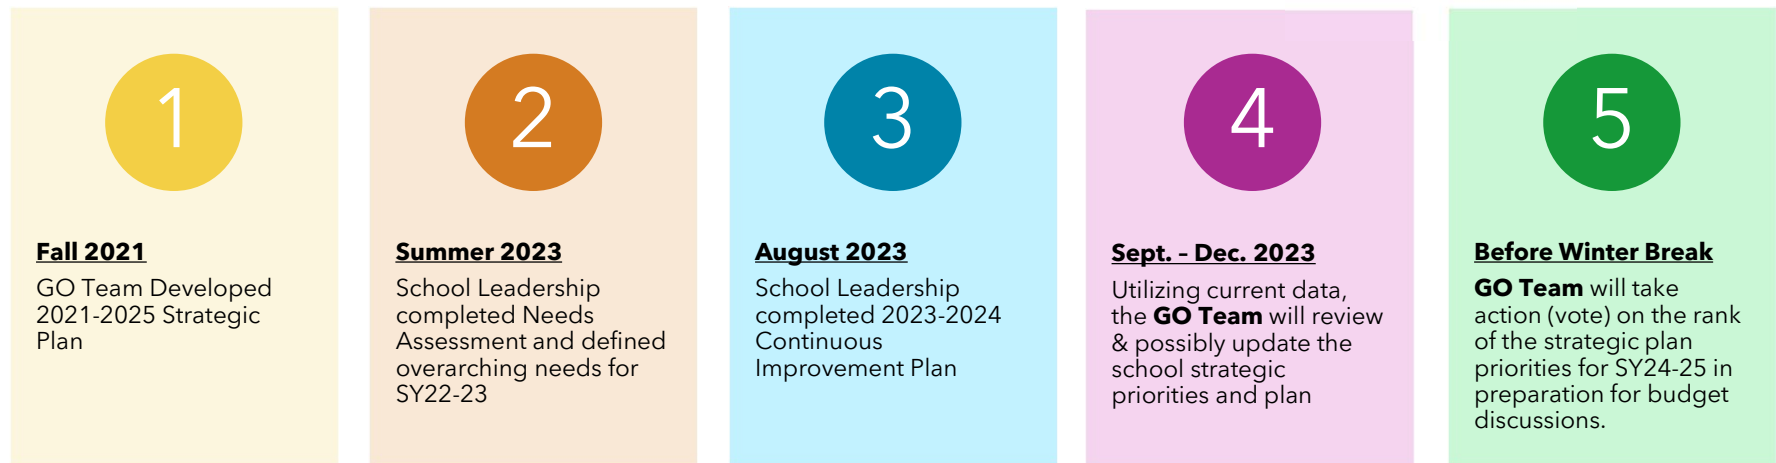 1
Fall 2021
GO Team Developed
2021-2025 Strategic
Plan
2
Summer 2023
School Leadership
completed Needs
Assessment and defined
overarching needs for
SY22-23
3
August 2023
School Leadership
completed 2023-2024
Continuous
Improvement Plan
4
Sept. – Dec. 2023
Utilizing current data,
the GO Team will review
& possibly update the
school strategic
priorities and plan
5
Before Winter Break
GO Team will take
action (vote) on the rank
of the strategic plan
priorities for SY24-25 in
preparation for budget
discussions.